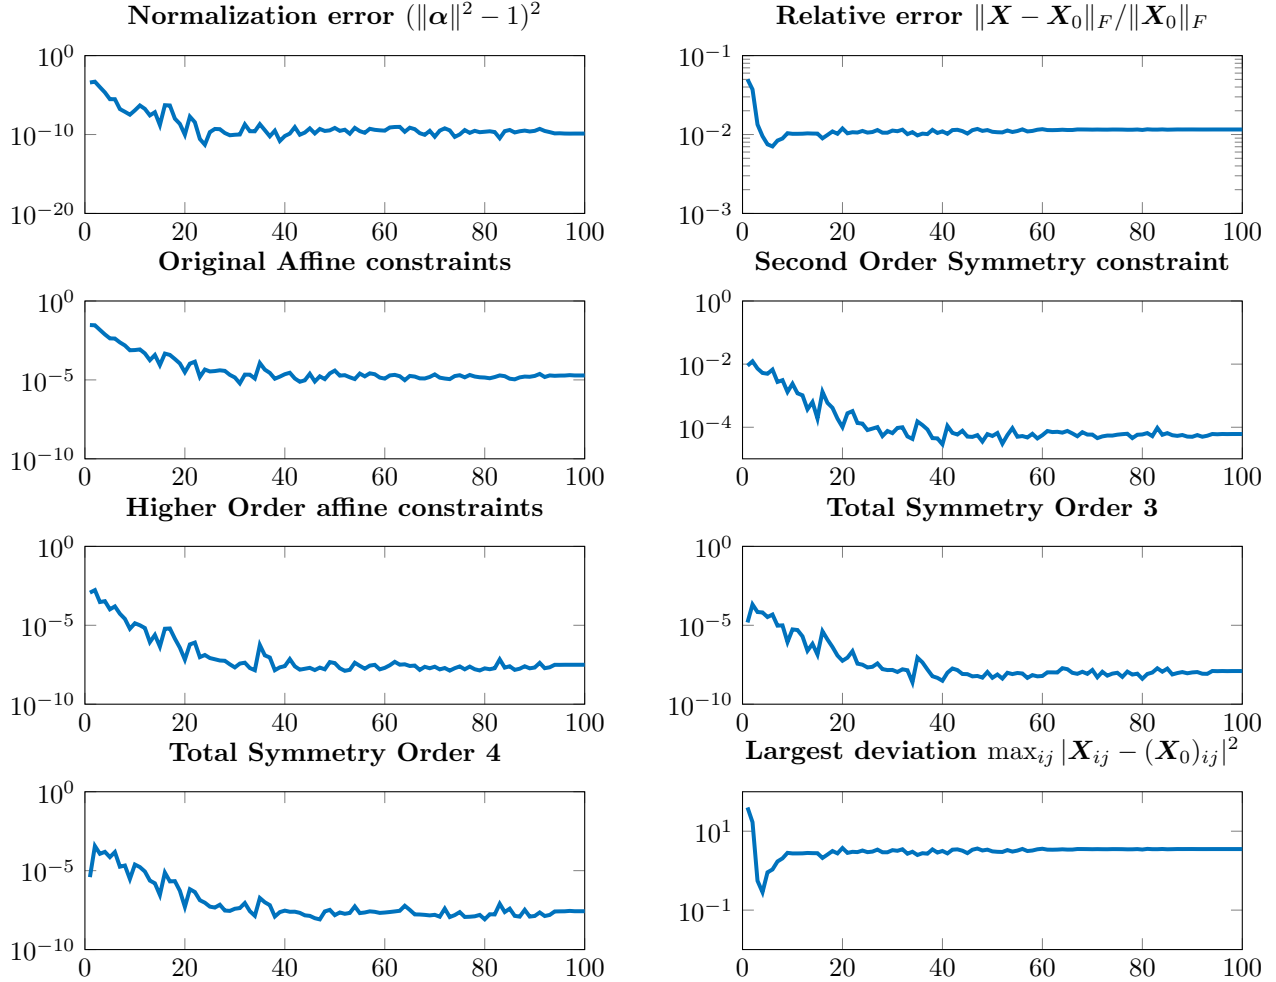 Normalization error (‖α‖² − 1)²
10⁰
10⁻¹⁰
10⁻²⁰
0 20 40 60 80 100
Relative error ‖X − X₀‖_F/‖X₀‖_F
10⁻¹
10⁻²
10⁻³
0 20 40 60 80 100
Original Affine constraints
10⁰
10⁻⁵
10⁻¹⁰
0 20 40 60 80 100
Second Order Symmetry constraint
10⁰
10⁻²
10⁻⁴
0 20 40 60 80 100
Higher Order affine constraints
10⁰
10⁻⁵
10⁻¹⁰
0 20 40 60 80 100
Total Symmetry Order 3
10⁰
10⁻⁵
10⁻¹⁰
0 20 40 60 80 100
Total Symmetry Order 4
10⁰
10⁻⁵
10⁻¹⁰
0 20 40 60 80 100
Largest deviation max_{ij} |X_{ij} − (X₀)_{ij}|²
10¹
10⁻¹
0 20 40 60 80 100